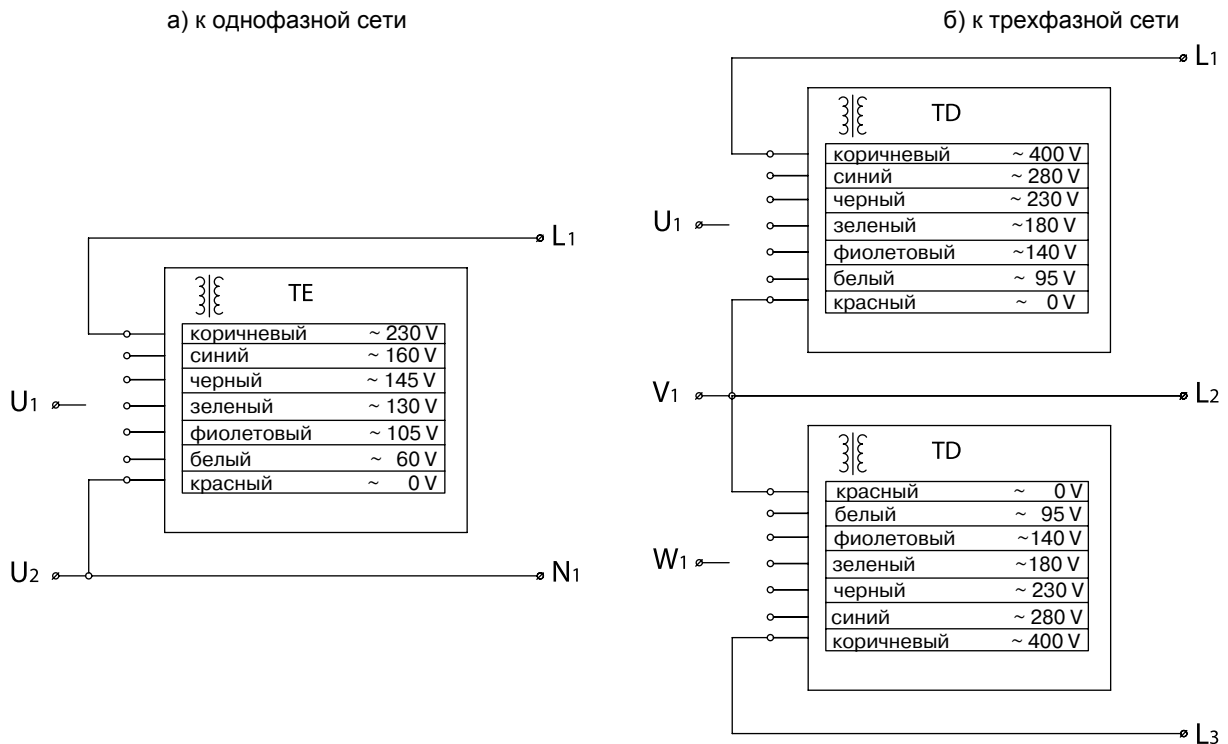 а) к однофазной сети
L1
TE
коричневый ~ 230 V
синий ~ 160 V
черный ~ 145 V
U1
зеленый ~ 130 V
фиолетовый ~ 105 V
белый ~ 60 V
красный ~ 0 V
U2
N1
б) к трехфазной сети
L1
TD
коричневый ~ 400 V
синий ~ 280 V
черный ~ 230 V
U1
зеленый ~180 V
фиолетовый ~140 V
белый ~ 95 V
красный ~ 0 V
V1
L2
TD
красный ~ 0 V
белый ~ 95 V
фиолетовый ~140 V
W1
зеленый ~180 V
черный ~ 230 V
синий ~ 280 V
коричневый ~ 400 V
L3